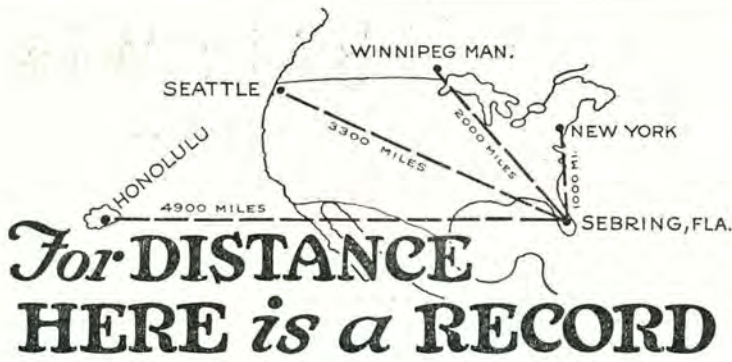 WINNIPEG MAN.
SEATTLE
NEW YORK
3300 MILES
2000 MILES
1000 MI.
HONOLULU
4900 MILES
SEBRING, FLA.
For DISTANCE
HERE is a RECORD